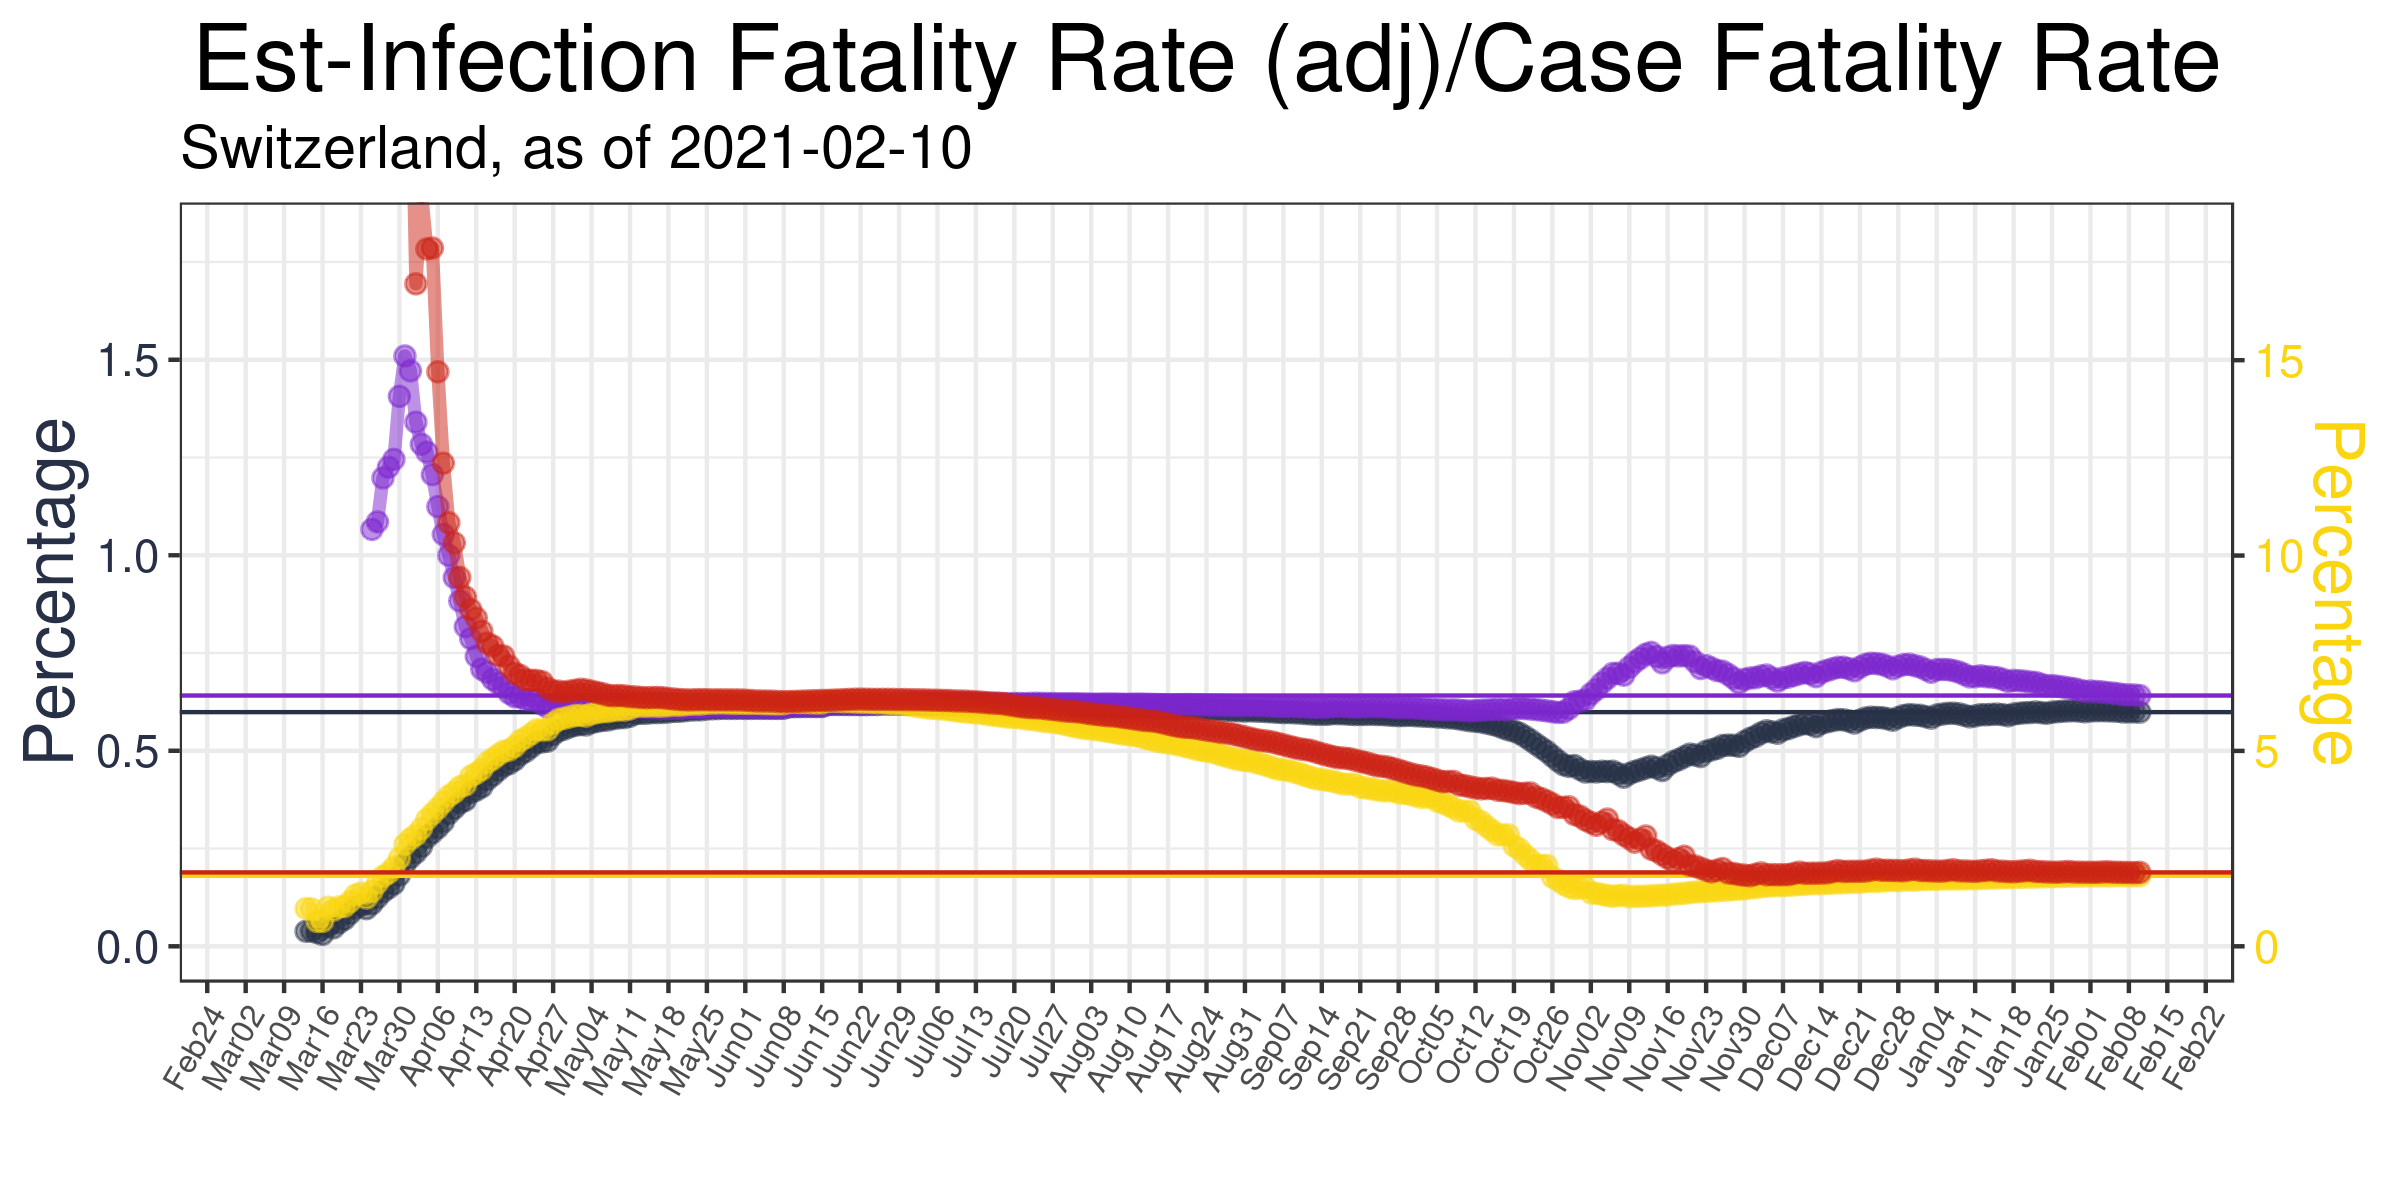 Est-Infection Fatality Rate (adj)/Case Fatality Rate
Switzerland, as of 2021-02-10
Percentage
1.5
1.0
0.5
0.0
15
10
5
0
Percentage
Feb24
Mar02
Mar09
Mar16
Mar23
Mar30
Apr06
Apr13
Apr20
Apr27
May04
May11
May18
May25
Jun01
Jun08
Jun15
Jun22
Jun29
Jul06
Jul13
Jul20
Jul27
Aug03
Aug10
Aug17
Aug24
Aug31
Sep07
Sep14
Sep21
Sep28
Oct05
Oct12
Oct19
Oct26
Nov02
Nov09
Nov16
Nov23
Nov30
Dec07
Dec14
Dec21
Dec28
Jan04
Jan11
Jan18
Jan25
Feb01
Feb08
Feb15
Feb22